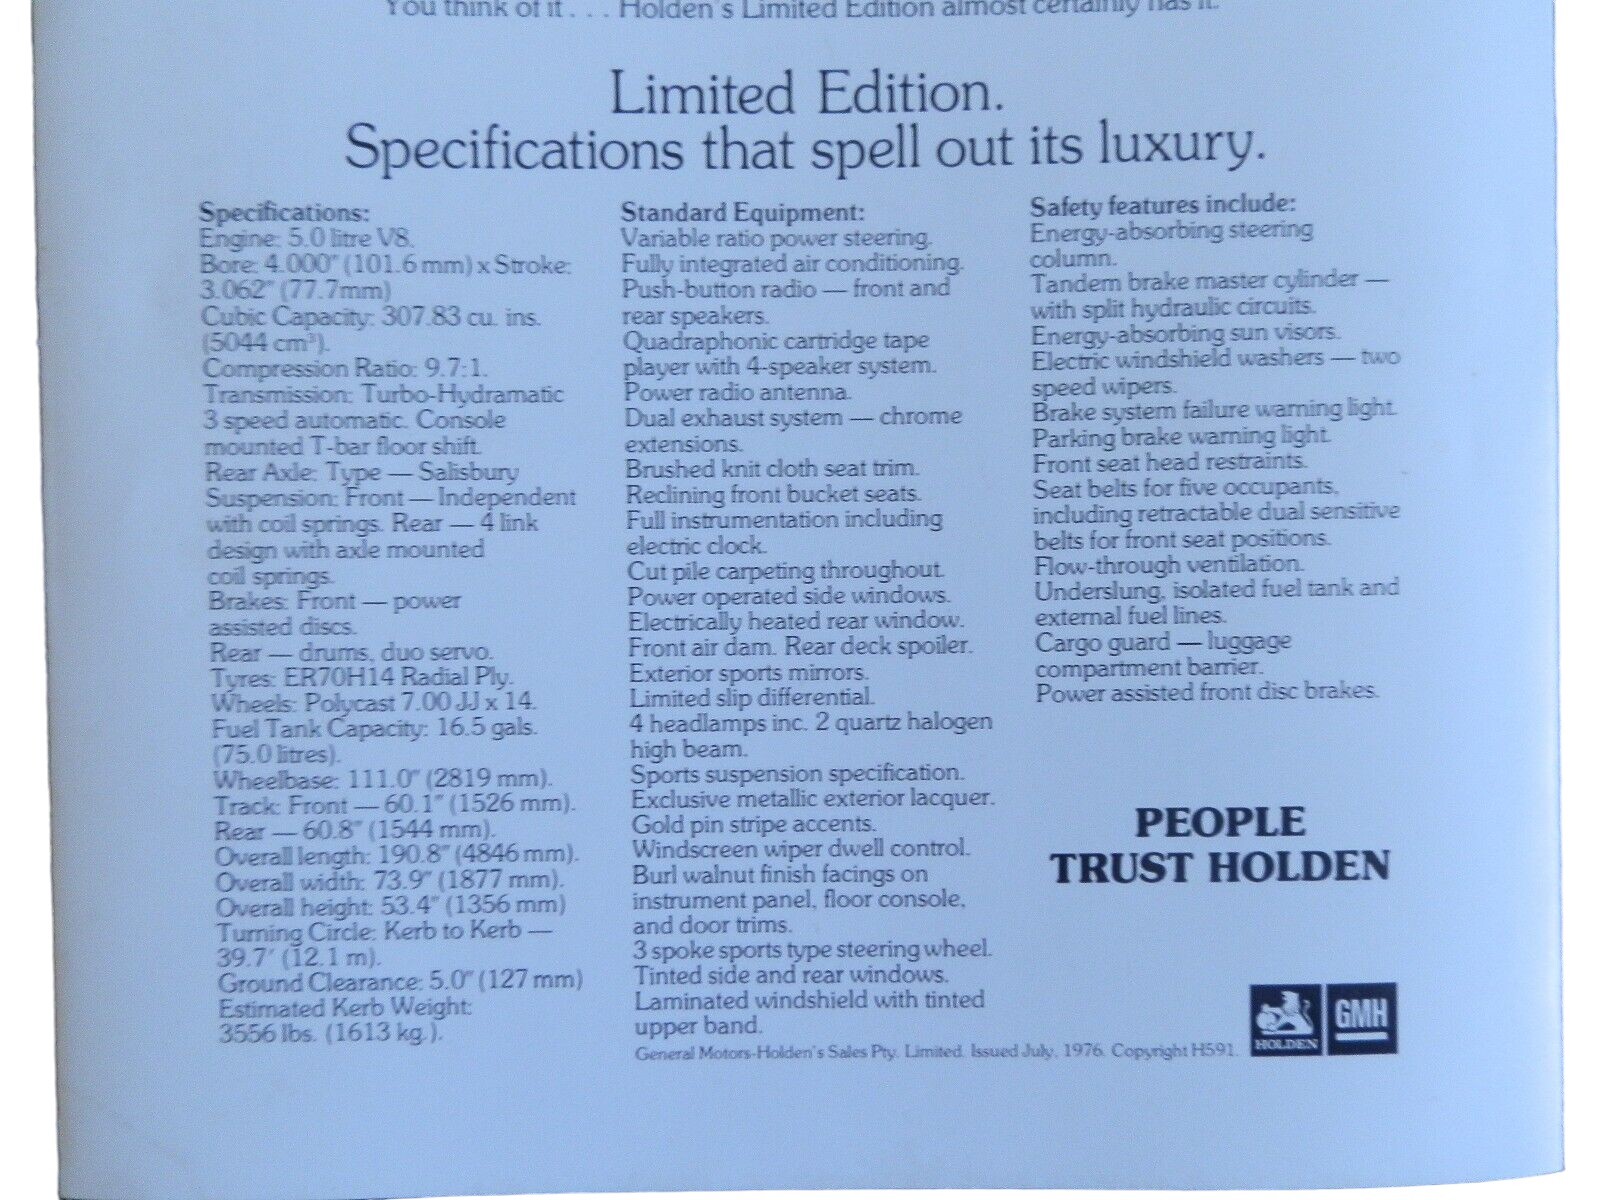 You think of it . . . Holden's Limited Edition almost certainly has it.
Limited Edition.
Specifications that spell out its luxury.
Specifications:
Engine: 5.0 litre V8.
Bore: 4.000" (101.6 mm) x Stroke:
3.062" (77.7mm)
Cubic Capacity: 307.83 cu. ins.
(5044 cm³).
Compression Ratio: 9.7:1.
Transmission: Turbo-Hydramatic
3 speed automatic. Console
mounted T-bar floor shift.
Rear Axle: Type — Salisbury
Suspension: Front — Independent
with coil springs. Rear — 4 link
design with axle mounted
coil springs.
Brakes: Front — power
assisted discs.
Rear — drums, duo servo.
Tyres: ER70H14 Radial Ply.
Wheels: Polycast 7.00 JJ x 14.
Fuel Tank Capacity: 16.5 gals.
(75.0 litres).
Wheelbase: 111.0" (2819 mm).
Track: Front — 60.1" (1526 mm).
Rear — 60.8" (1544 mm).
Overall length: 190.8" (4846 mm).
Overall width: 73.9" (1877 mm).
Overall height: 53.4" (1356 mm)
Turning Circle: Kerb to Kerb —
39.7' (12.1 m).
Ground Clearance: 5.0" (127 mm)
Estimated Kerb Weight:
3556 lbs. (1613 kg.).
Standard Equipment:
Variable ratio power steering.
Fully integrated air conditioning.
Push-button radio — front and
rear speakers.
Quadraphonic cartridge tape
player with 4-speaker system.
Power radio antenna.
Dual exhaust system — chrome
extensions.
Brushed knit cloth seat trim.
Reclining front bucket seats.
Full instrumentation including
electric clock.
Cut pile carpeting throughout.
Power operated side windows.
Electrically heated rear window.
Front air dam. Rear deck spoiler.
Exterior sports mirrors.
Limited slip differential.
4 headlamps inc. 2 quartz halogen
high beam.
Sports suspension specification.
Exclusive metallic exterior lacquer.
Gold pin stripe accents.
Windscreen wiper dwell control.
Burl walnut finish facings on
instrument panel, floor console,
and door trims.
3 spoke sports type steering wheel.
Tinted side and rear windows.
Laminated windshield with tinted
upper band.
Safety features include:
Energy-absorbing steering
column.
Tandem brake master cylinder —
with split hydraulic circuits.
Energy-absorbing sun visors.
Electric windshield washers — two
speed wipers.
Brake system failure warning light.
Parking brake warning light.
Front seat head restraints.
Seat belts for five occupants,
including retractable dual sensitive
belts for front seat positions.
Flow-through ventilation.
Underslung, isolated fuel tank and
external fuel lines.
Cargo guard — luggage
compartment barrier.
Power assisted front disc brakes.
PEOPLE
TRUST HOLDEN
HOLDEN
GMH
General Motors-Holden's Sales Pty. Limited. Issued July, 1976. Copyright H591.